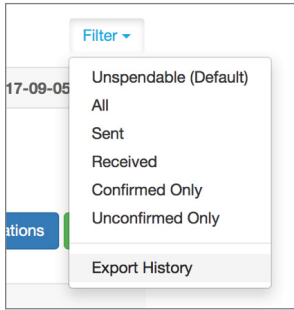 Filter
17-09-05
Unspendable (Default)
All
Sent
Received
Confirmed Only
Unconfirmed Only
ations
Export History